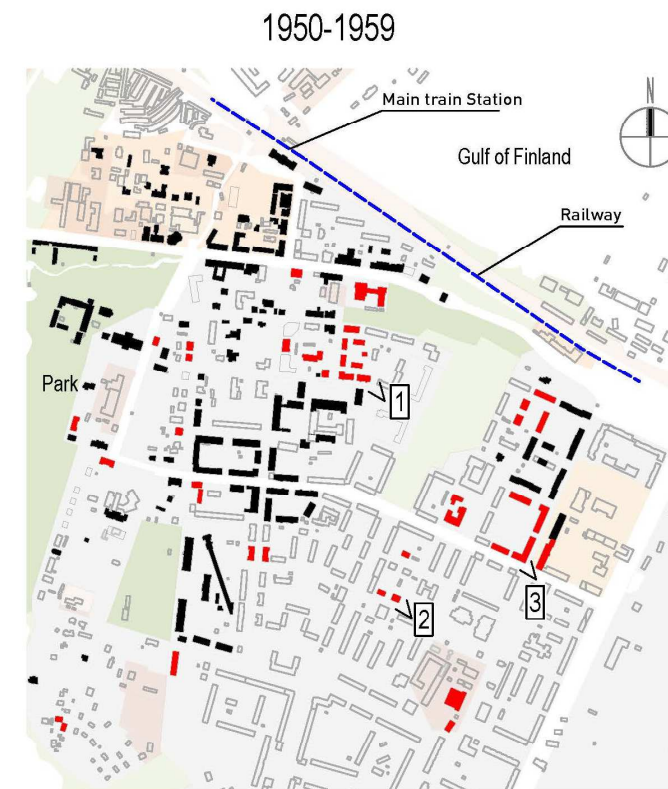 1950-1959
Main train Station
N
Gulf of Finland
Railway
Park
1
2
3